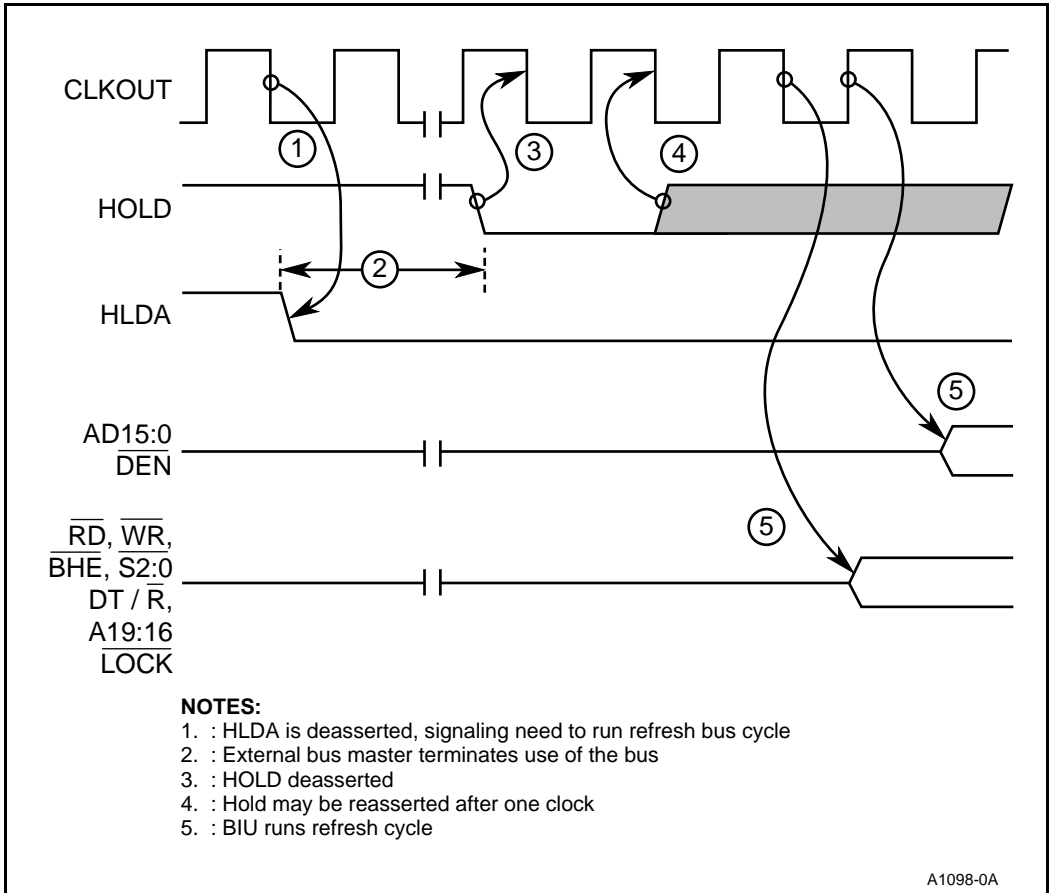 CLKOUT
1
3
4
HOLD
2
HLDA
5
AD15:0
DEN
5
RD, WR,
BHE, S2:0
DT / R,
A19:16
LOCK
NOTES:
1. : HLDA is deasserted, signaling need to run refresh bus cycle
2. : External bus master terminates use of the bus
3. : HOLD deasserted
4. : Hold may be reasserted after one clock
5. : BIU runs refresh cycle
A1098-0A